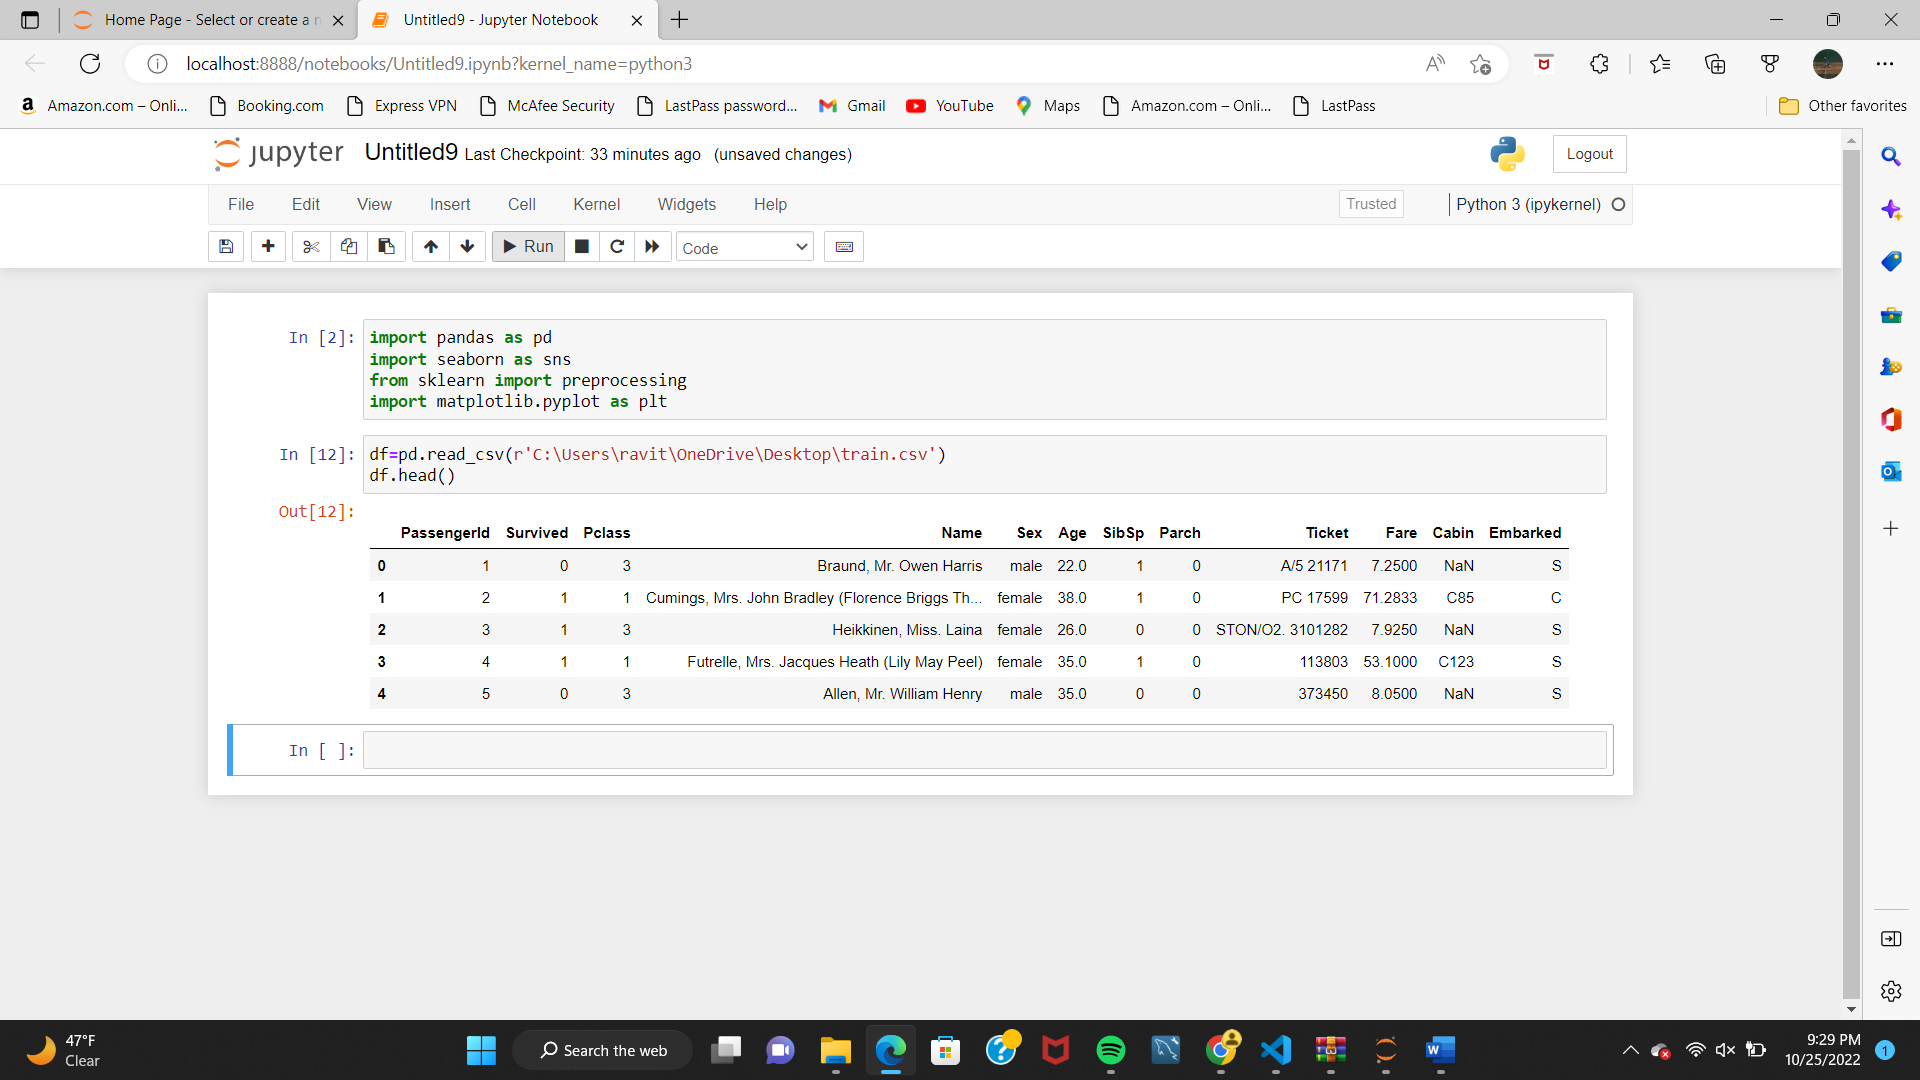 Home Page - Select or create a n
Untitled9 - Jupyter Notebook
localhost:8888/notebooks/Untitled9.ipynb?kernel_name=python3
Amazon.com – Onli...
Booking.com
Express VPN
McAfee Security
LastPass password...
Gmail
YouTube
Maps
Amazon.com – Onli...
LastPass
Other favorites
jupyter Untitled9 Last Checkpoint: 33 minutes ago (unsaved changes)
Logout
File Edit View Insert Cell Kernel Widgets Help
Trusted
Python 3 (ipykernel)
Run
Code
In [2]: import pandas as pd
import seaborn as sns
from sklearn import preprocessing
import matplotlib.pyplot as plt
In [12]: df=pd.read_csv(r'C:\Users\ravit\OneDrive\Desktop\train.csv')
df.head()
Out[12]:
PassengerId Survived Pclass Name Sex Age SibSp Parch Ticket Fare Cabin Embarked
0 1 0 3 Braund, Mr. Owen Harris male 22.0 1 0 A/5 21171 7.2500 NaN S
1 2 1 1 Cumings, Mrs. John Bradley (Florence Briggs Th... female 38.0 1 0 PC 17599 71.2833 C85 C
2 3 1 3 Heikkinen, Miss. Laina female 26.0 0 0 STON/O2. 3101282 7.9250 NaN S
3 4 1 1 Futrelle, Mrs. Jacques Heath (Lily May Peel) female 35.0 1 0 113803 53.1000 C123 S
4 5 0 3 Allen, Mr. William Henry male 35.0 0 0 373450 8.0500 NaN S
In [ ]:
47°F
Clear
Search the web
9:29 PM
10/25/2022
1